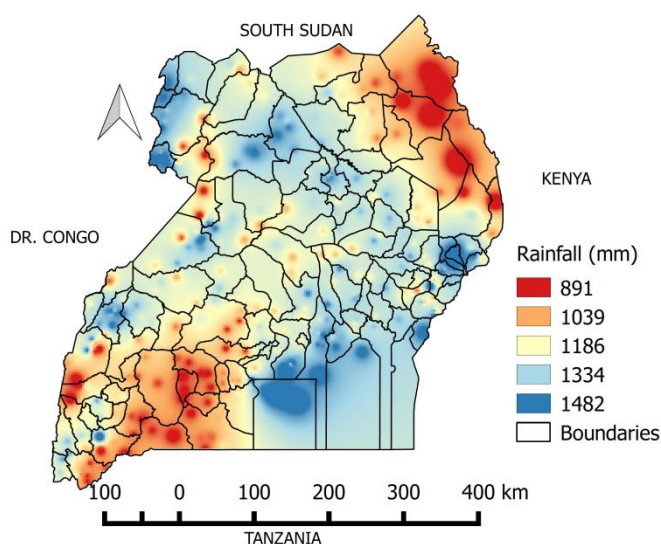 SOUTH SUDAN
KENYA
DR. CONGO
Rainfall (mm)
891
1039
1186
1334
1482
Boundaries
100 0 100 200 300 400 km
TANZANIA